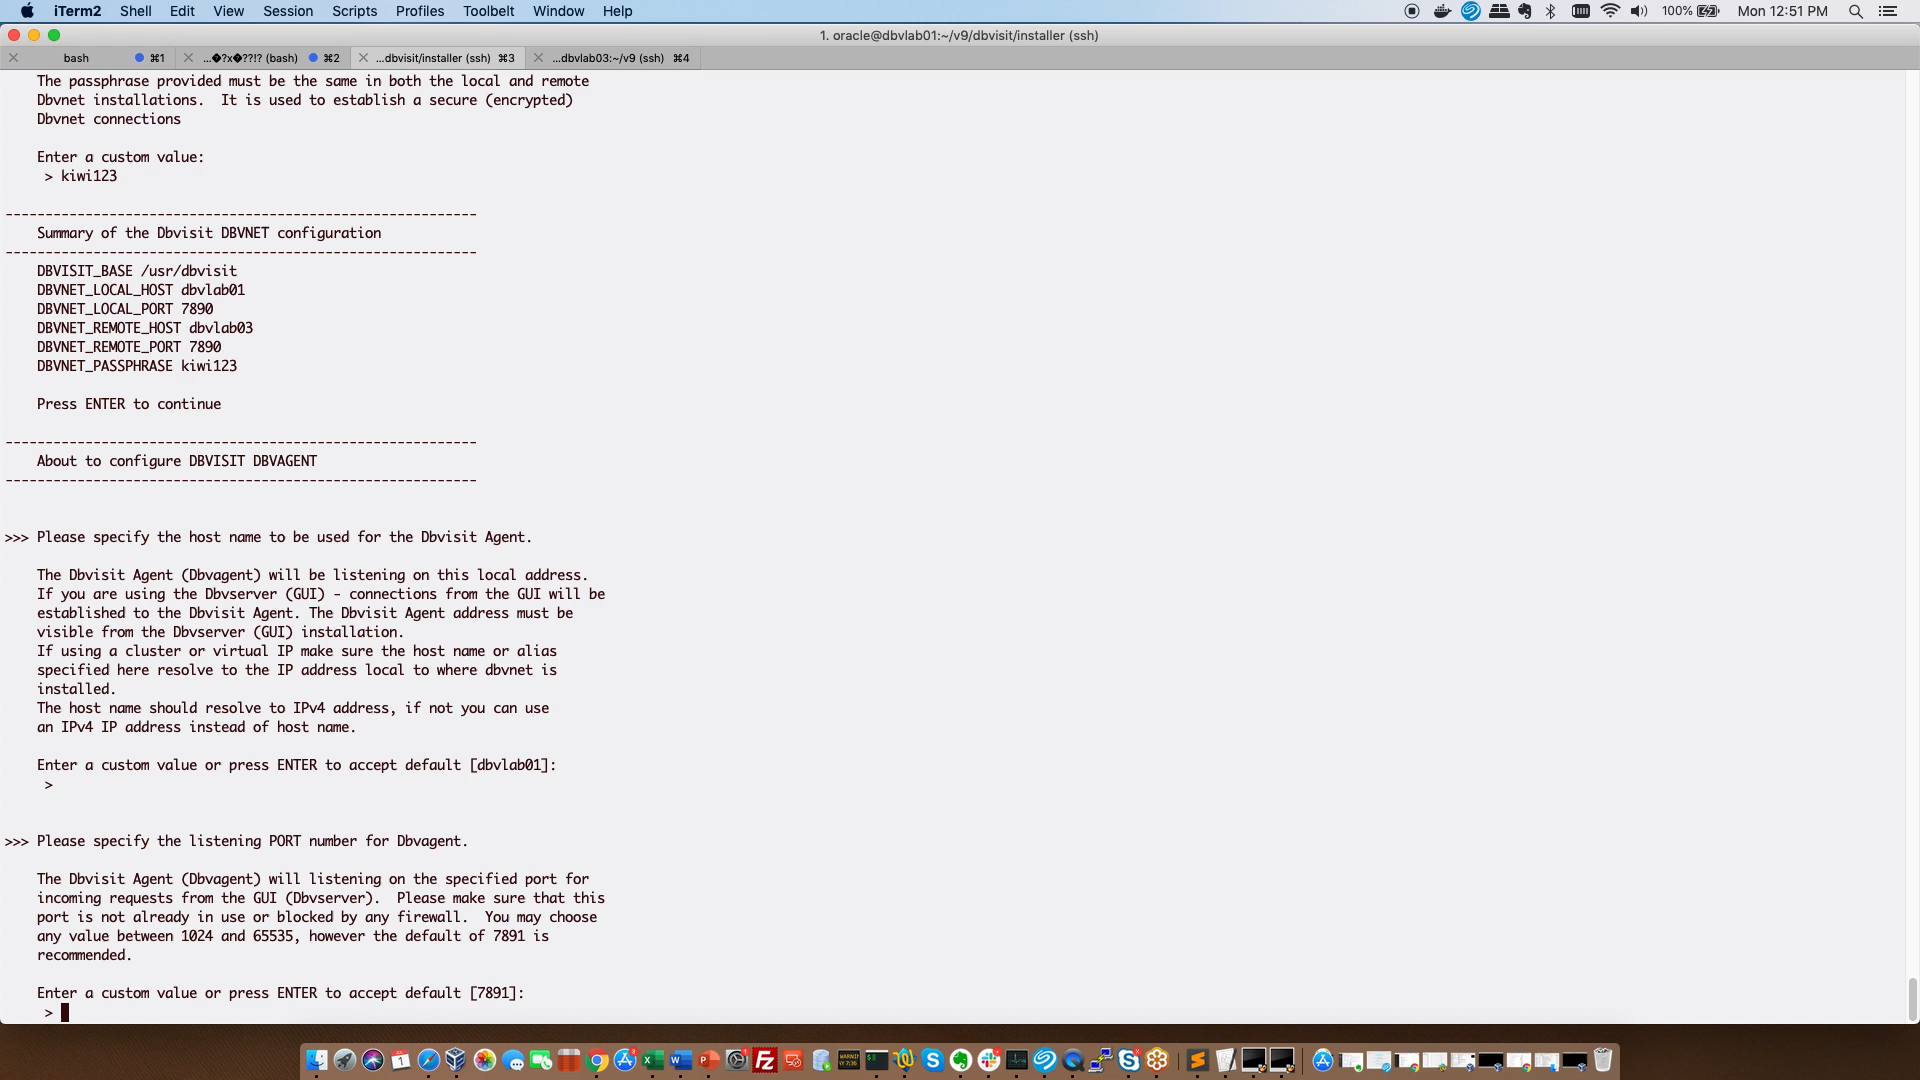 iTerm2 Shell Edit View Session Scripts Profiles Toolbelt Window Help 100% Mon 12:51 PM
1. oracle@dbvlab01:~/v9/dbvisit/installer (ssh)
bash ⌘1 ...�?x�??!? (bash) ⌘2 ...dbvisit/installer (ssh) ⌘3 ...dbvlab03:~/v9 (ssh) ⌘4
The passphrase provided must be the same in both the local and remote
Dbvnet installations.  It is used to establish a secure (encrypted)
Dbvnet connections
Enter a custom value:
> kiwi123
-----------------------------------------------------------
Summary of the Dbvisit DBVNET configuration
-----------------------------------------------------------
DBVISIT_BASE /usr/dbvisit
DBVNET_LOCAL_HOST dbvlab01
DBVNET_LOCAL_PORT 7890
DBVNET_REMOTE_HOST dbvlab03
DBVNET_REMOTE_PORT 7890
DBVNET_PASSPHRASE kiwi123
Press ENTER to continue
-----------------------------------------------------------
About to configure DBVISIT DBVAGENT
-----------------------------------------------------------
>>> Please specify the host name to be used for the Dbvisit Agent.
The Dbvisit Agent (Dbvagent) will be listening on this local address.
If you are using the Dbvserver (GUI) - connections from the GUI will be
established to the Dbvisit Agent. The Dbvisit Agent address must be
visible from the Dbvserver (GUI) installation.
If using a cluster or virtual IP make sure the host name or alias
specified here resolve to the IP address local to where dbvnet is
installed.
The host name should resolve to IPv4 address, if not you can use
an IPv4 IP address instead of host name.
Enter a custom value or press ENTER to accept default [dbvlab01]:
>
>>> Please specify the listening PORT number for Dbvagent.
The Dbvisit Agent (Dbvagent) will listening on the specified port for
incoming requests from the GUI (Dbvserver).  Please make sure that this
port is not already in use or blocked by any firewall.  You may choose
any value between 1024 and 65535, however the default of 7891 is
recommended.
Enter a custom value or press ENTER to accept default [7891]:
>